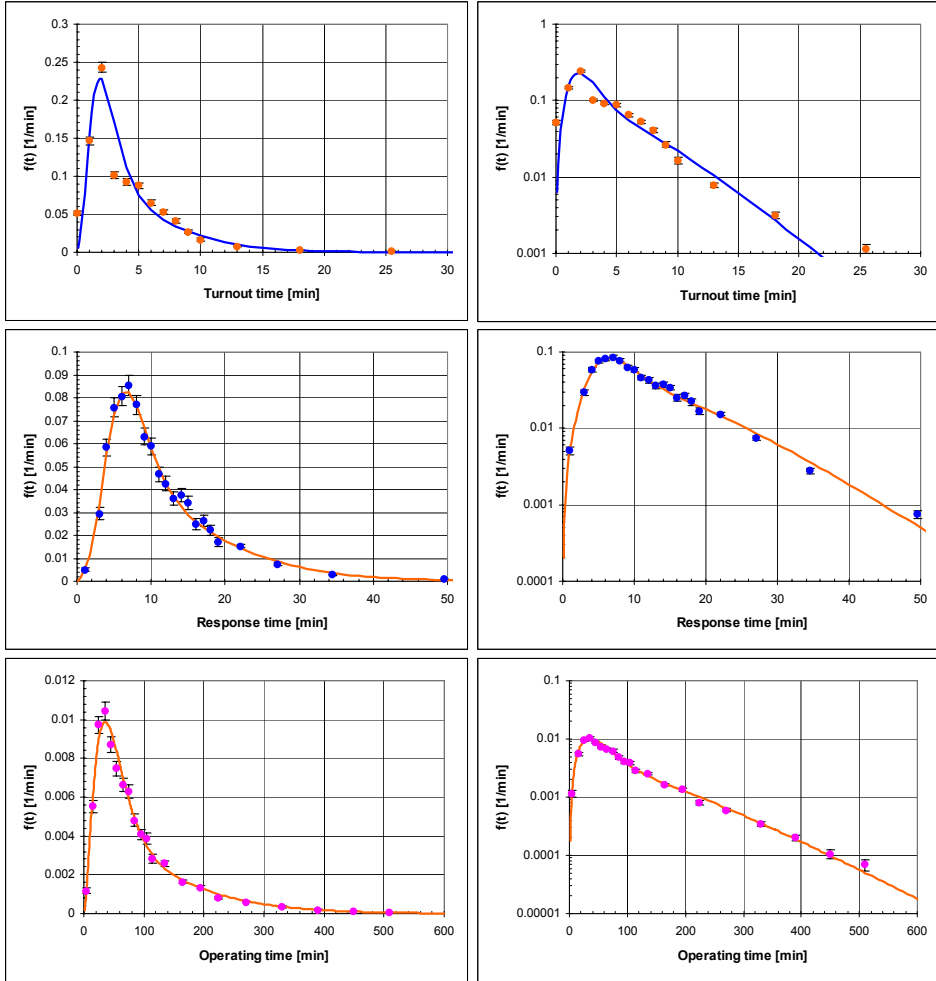 0.3
0.25
0.2
0.15
0.1
0.05
0
f(t) [1/min]
0 5 10 15 20 25 30
Turnout time [min]
1
0.1
0.01
0.001
f(t) [1/min]
0 5 10 15 20 25 30
Turnout time [min]
0.1
0.09
0.08
0.07
0.06
0.05
0.04
0.03
0.02
0.01
0
f(t) [1/min]
0 10 20 30 40 50
Response time [min]
0.1
0.01
0.001
0.0001
f(t) [1/min]
0 10 20 30 40 50
Response time [min]
0.012
0.01
0.008
0.006
0.004
0.002
0
f(t) [1/min]
0 100 200 300 400 500 600
Operating time [min]
0.1
0.01
0.001
0.0001
0.00001
f(t) [1/min]
0 100 200 300 400 500 600
Operating time [min]